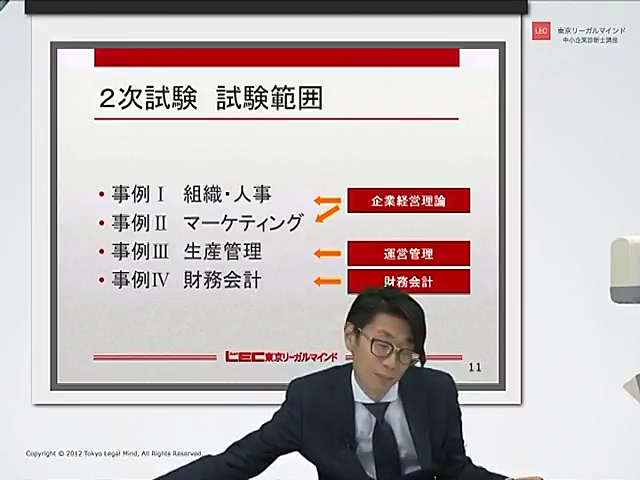 LEC 東京リーガルマインド
中小企業診断士講座
２次試験 試験範囲
• 事例Ⅰ 組織・人事
企業経営理論
• 事例Ⅱ マーケティング
• 事例Ⅲ 生産管理
運営管理
• 事例Ⅳ 財務会計
財務会計
LEC東京リーガルマインド
11
Copyright © 2012 Tokyo Legal Mind, All Rights Reserved.